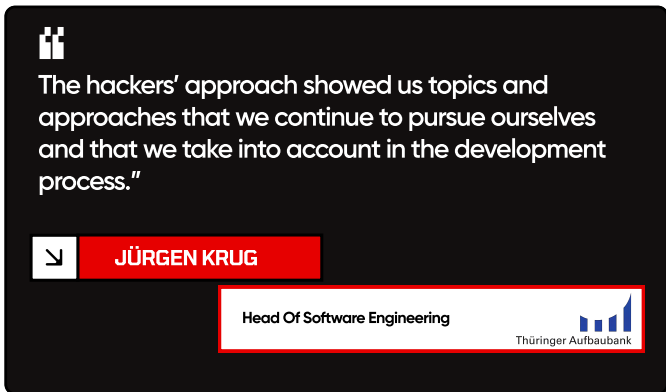 The hackers’ approach showed us topics and
approaches that we continue to pursue ourselves
and that we take into account in the development
process.”
JÜRGEN KRUG
Head Of Software Engineering
Thüringer Aufbaubank